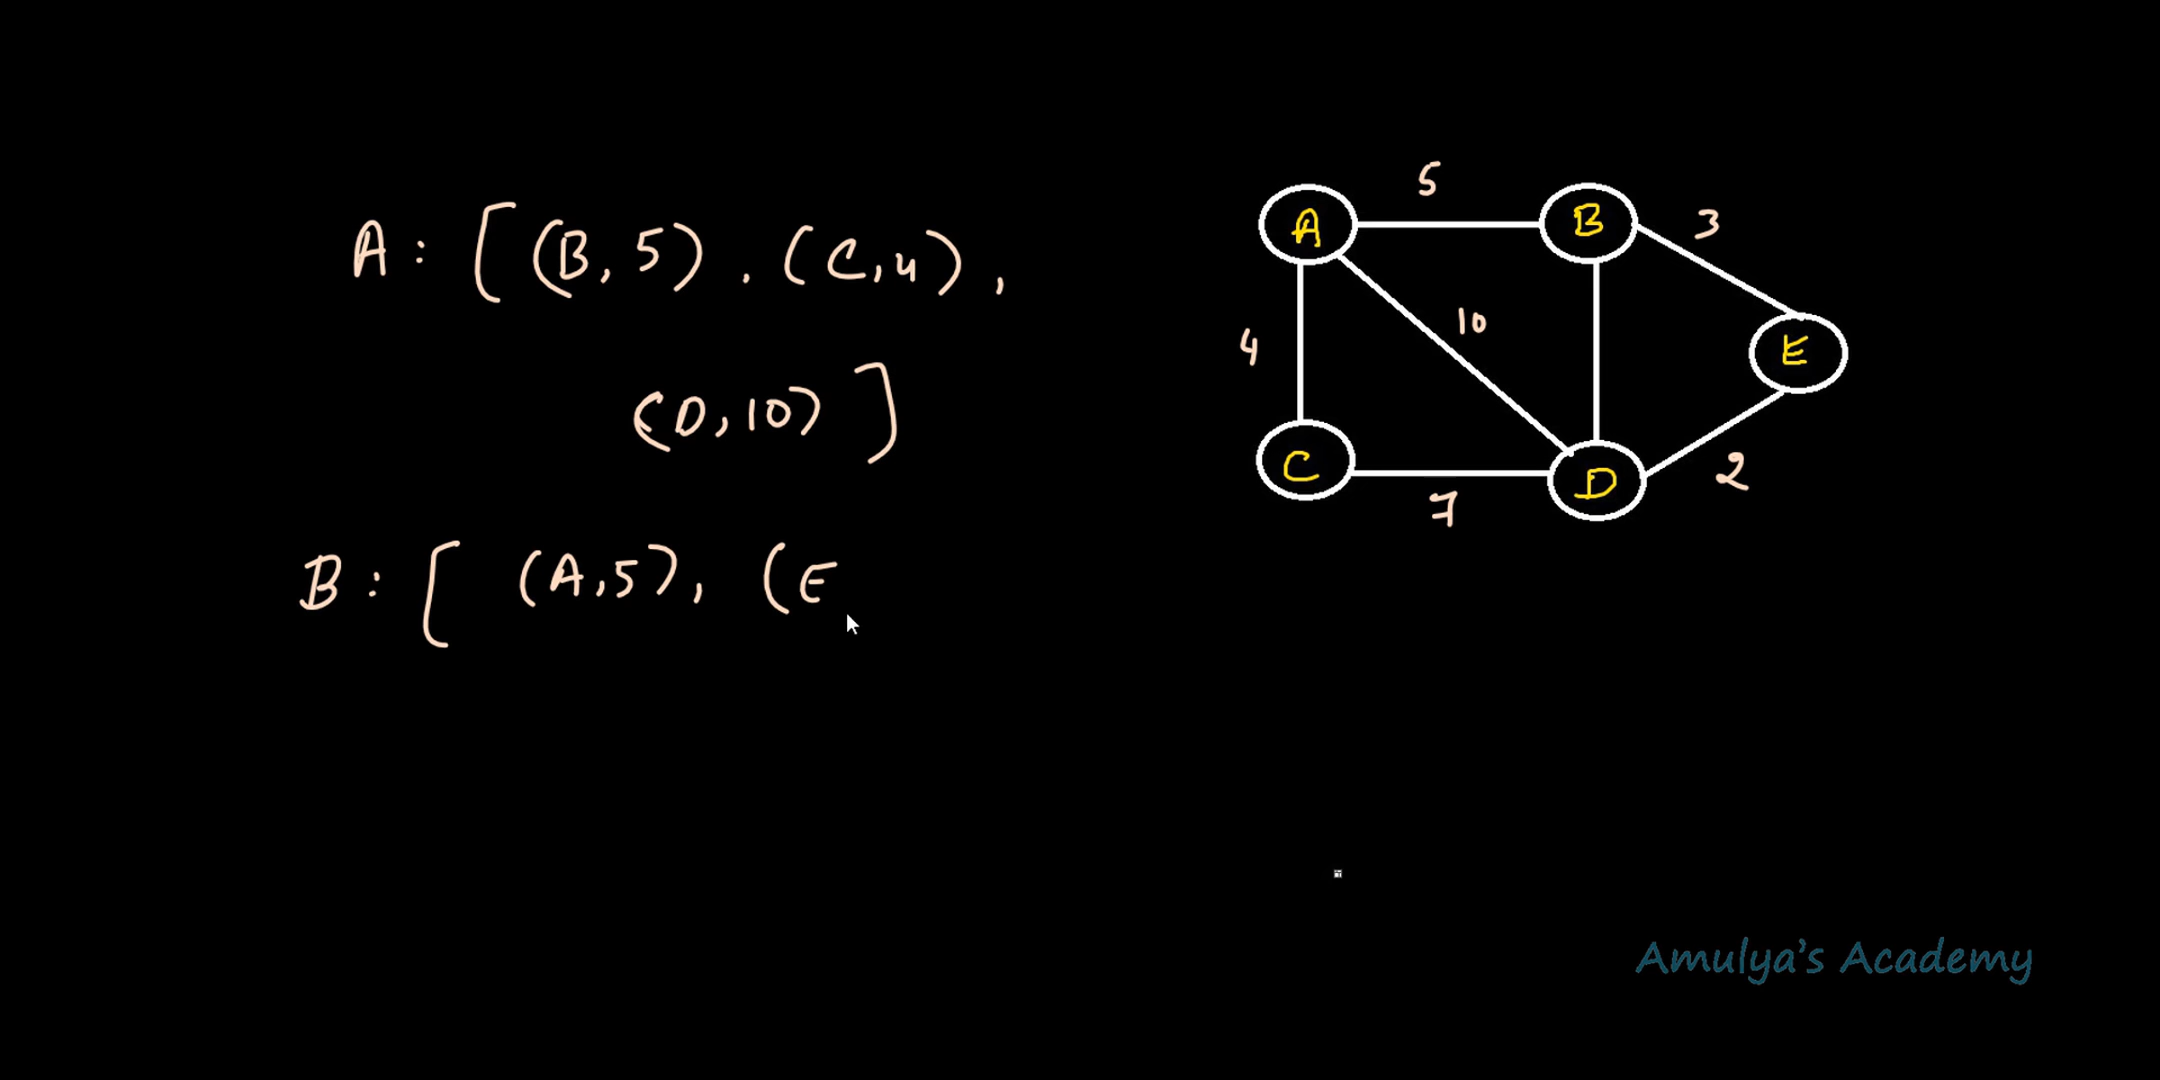 A: [(B, 5) . (C, 4) ,
(D, 10) ]
B: [ (A, 5), (E
5
A
B
3
10
4
E
C
D
2
7
Amulya's Academy